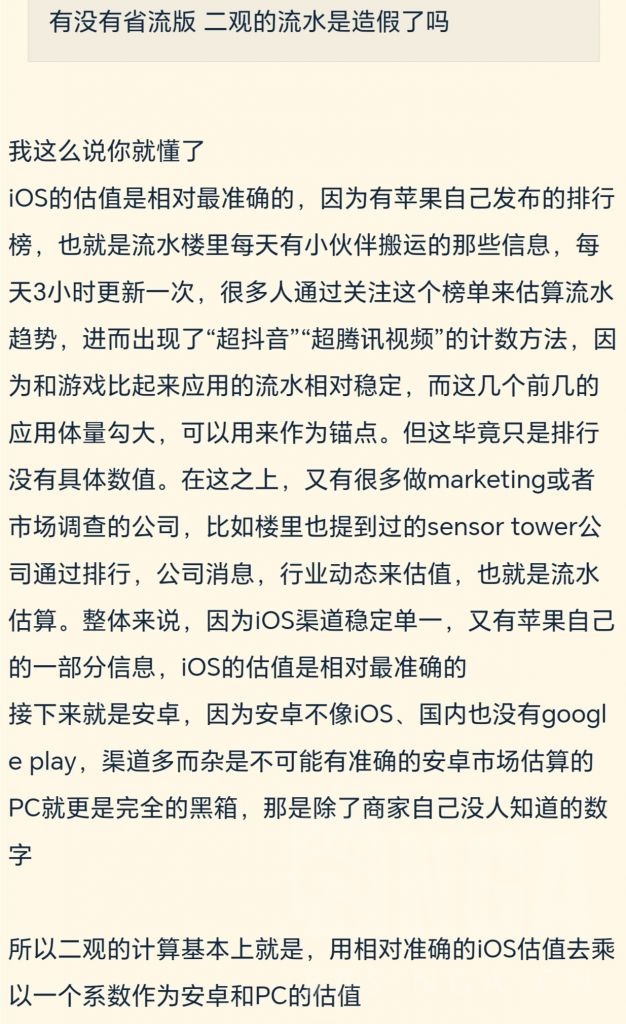 有没有省流版 二观的流水是造假了吗
我这么说你就懂了
iOS的估值是相对最准确的，因为有苹果自己发布的排行
榜，也就是流水楼里每天有小伙伴搬运的那些信息，每
天3小时更新一次，很多人通过关注这个榜单来估算流水
趋势，进而出现了“超抖音”“超腾讯视频”的计数方法，因
为和游戏比起来应用的流水相对稳定，而这几个前几的
应用体量勾大，可以用来作为锚点。但这毕竟只是排行
没有具体数值。在这之上，又有很多做marketing或者
市场调查的公司，比如楼里也提到过的sensor tower公
司通过排行，公司消息，行业动态来估值，也就是流水
估算。整体来说，因为iOS渠道稳定单一，又有苹果自己
的一部分信息，iOS的估值是相对最准确的
接下来就是安卓，因为安卓不像iOS、国内也没有googl
e play，渠道多而杂是不可能有准确的安卓市场估算的
PC就更是完全的黑箱，那是除了商家自己没人知道的数
字
所以二观的计算基本上就是，用相对准确的iOS估值去乘
以一个系数作为安卓和PC的估值